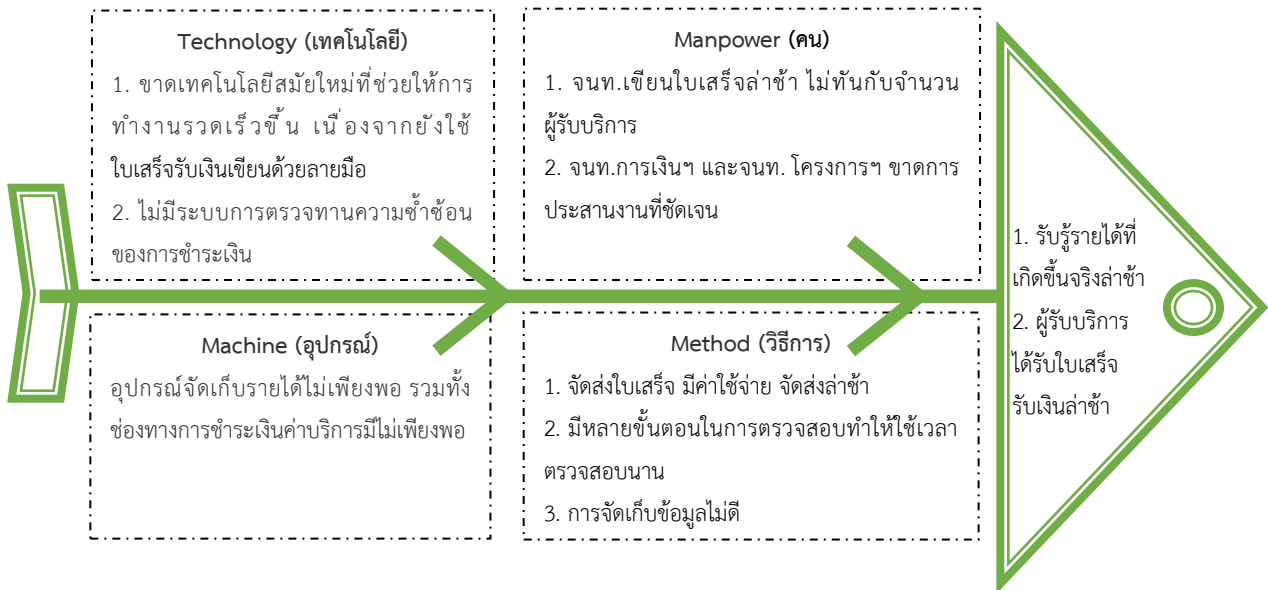 Technology (เทคโนโลยี)
1. ขาดเทคโนโลยีสมัยใหม่ที่ช่วยให้การ
ทำงานรวดเร็วขึ้น เนื่องจากยังใช้
ใบเสร็จรับเงินเขียนด้วยลายมือ
2. ไม่มีระบบการตรวจทานความซ้ำซ้อน
ของการชำระเงิน
Manpower (คน)
1. จนท.เขียนใบเสร็จล่าช้า ไม่ทันกับจำนวน
ผู้รับบริการ
2. จนท.การเงินฯ และจนท. โครงการฯ ขาดการ
ประสานงานที่ชัดเจน
Machine (อุปกรณ์)
อุปกรณ์จัดเก็บรายได้ไม่เพียงพอ รวมทั้ง
ช่องทางการชำระเงินค่าบริการมีไม่เพียงพอ
Method (วิธีการ)
1. จัดส่งใบเสร็จ มีค่าใช้จ่าย จัดส่งล่าช้า
2. มีหลายขั้นตอนในการตรวจสอบทำให้ใช้เวลา
ตรวจสอบนาน
3. การจัดเก็บข้อมูลไม่ดี
1. รับรู้รายได้ที่
เกิดขึ้นจริงล่าช้า
2. ผู้รับบริการ
ได้รับใบเสร็จ
รับเงินล่าช้า